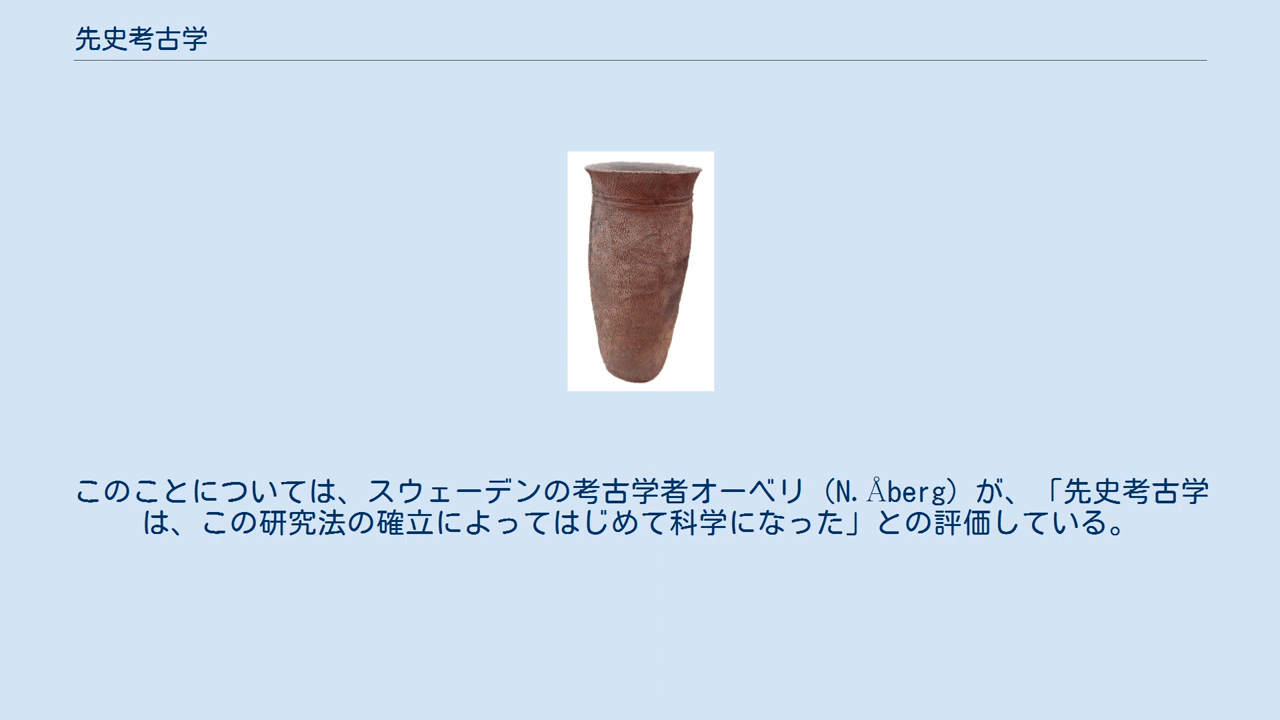 先史考古学
このことについては、スウェーデンの考古学者オーベリ（N.Åberg）が、「先史考古学
は、この研究法の確立によってはじめて科学になった」との評価している。